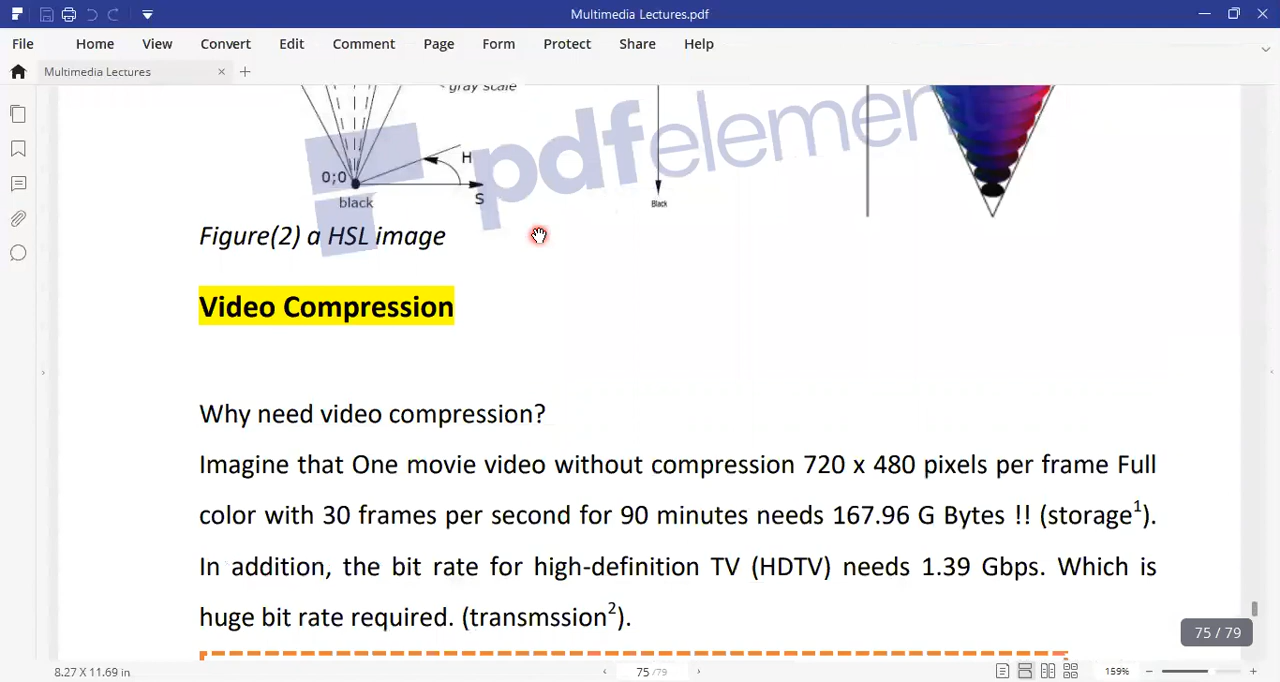 Multimedia Lectures.pdf
File Home View Convert Edit Comment Page Form Protect Share Help
Multimedia Lectures
gray scale
pdfelement
H
0;0
S
black
Black
Figure(2) a HSL image
Video Compression
Why need video compression?
Imagine that One movie video without compression 720 x 480 pixels per frame Full
color with 30 frames per second for 90 minutes needs 167.96 G Bytes !! (storage1).
In addition, the bit rate for high-definition TV (HDTV) needs 1.39 Gbps. Which is
huge bit rate required. (transmssion2).
75 / 79
8.27 X 11.69 in
75 /79
159%